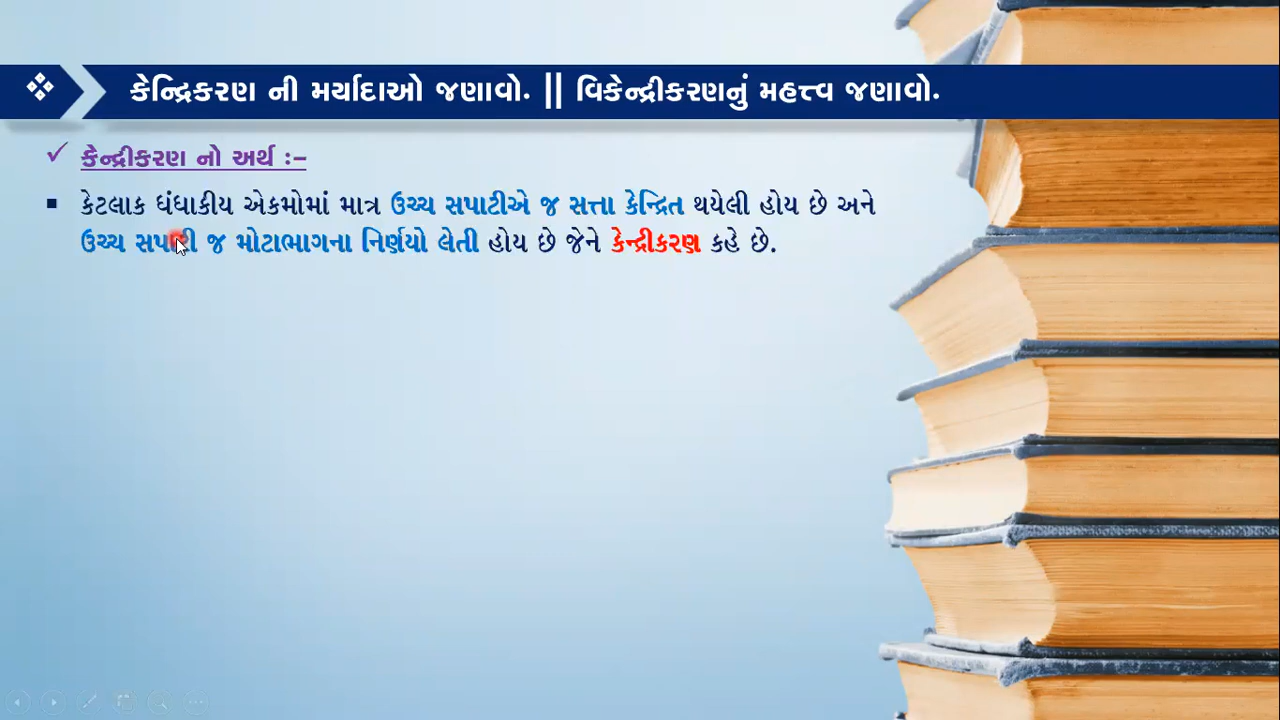 કેન્દ્રિકરણ ની મર્યાદાઓ જણાવો. || વિકેન્દ્રીકરણનું મહત્ત્વ જણાવો.
કેન્દ્રીકરણ નો અર્થ :–
કેટલાક ધંધાકીય એકમોમાં માત્ર ઉચ્ચ સપાટીએ જ સત્તા કેન્દ્રિત થયેલી હોય છે અને
ઉચ્ચ સપાટી જ મોટાભાગના નિર્ણયો લેતી હોય છે જેને કેન્દ્રીકરણ કહે છે.